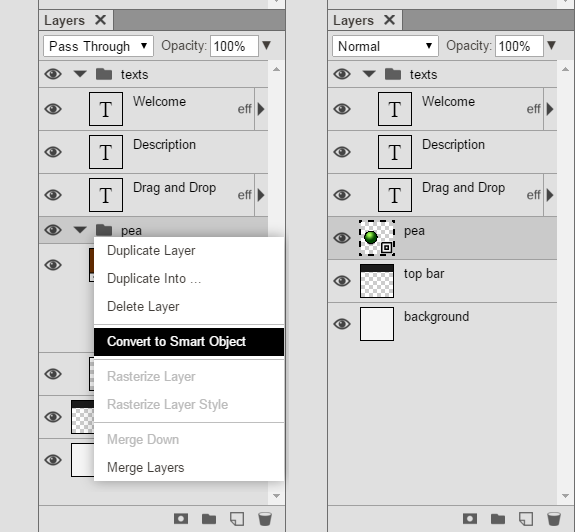 Layers ✕
Pass Through Opacity: 100%
texts
T Welcome eff
T Description
T Drag and Drop eff
pea
Duplicate Layer
Duplicate Into ...
Delete Layer
Convert to Smart Object
Rasterize Layer
Rasterize Layer Style
Merge Down
Merge Layers
Layers ✕
Normal Opacity: 100%
texts
T Welcome eff
T Description
T Drag and Drop eff
pea
top bar
background